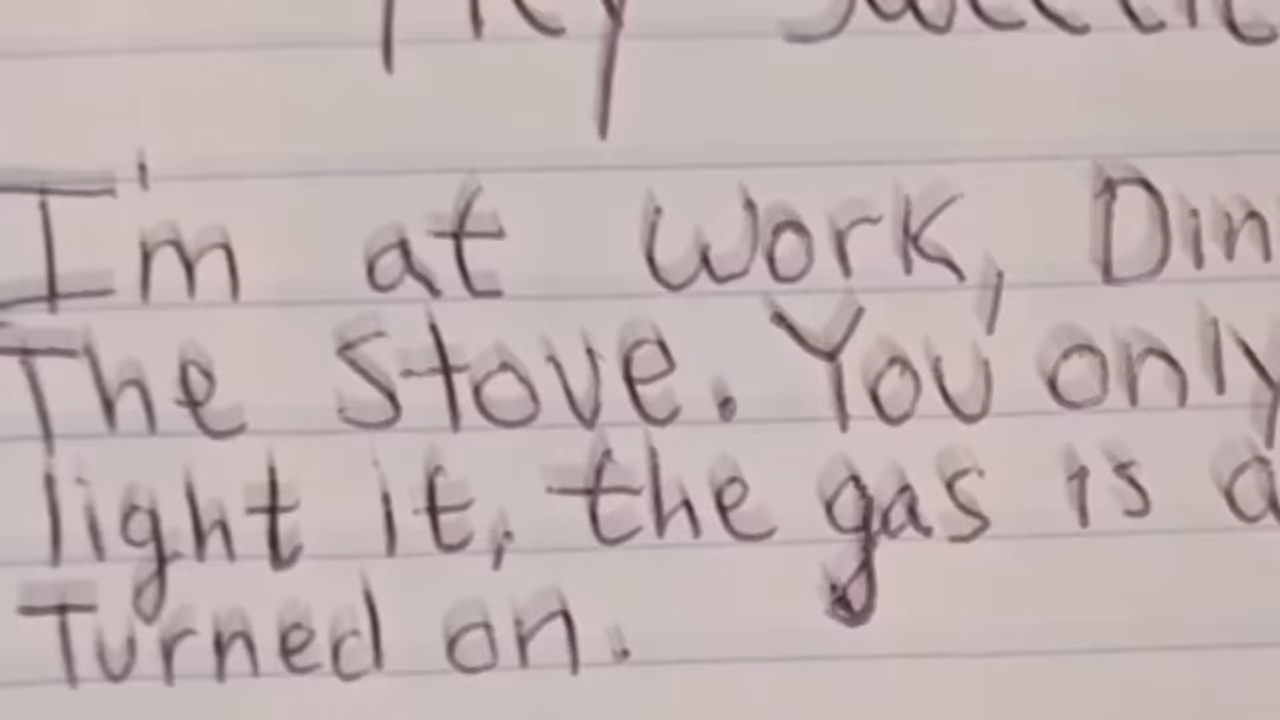 I'm at work, Din
The stove. You only
light it, the gas is a
Turned on.